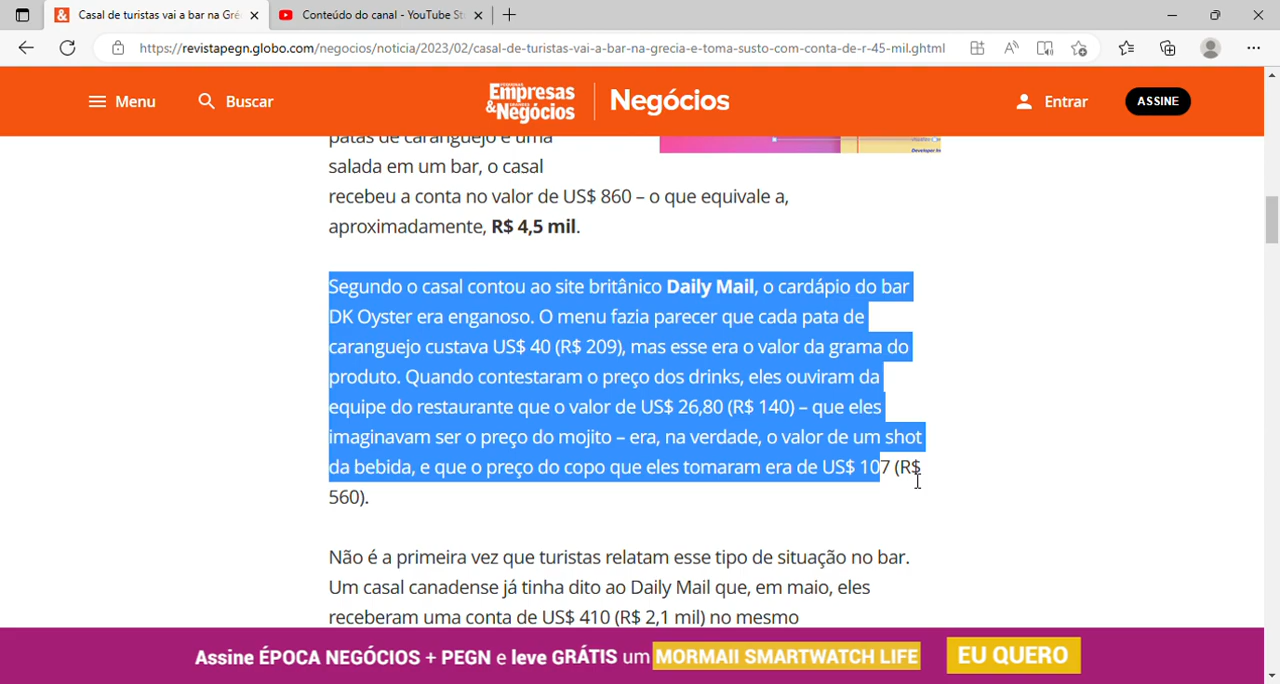 Casal de turistas vai a bar na Gré
Conteúdo do canal - YouTube St
https://revistapegn.globo.com/negocios/noticia/2023/02/casal-de-turistas-vai-a-bar-na-grecia-e-toma-susto-com-conta-de-r-45-mil.ghtml
Menu
Buscar
Empresas
&Negócios
Negócios
Entrar
ASSINE
patas de caranguejo e uma
salada em um bar, o casal
recebeu a conta no valor de US$ 860 – o que equivale a,
aproximadamente, R$ 4,5 mil.
Segundo o casal contou ao site britânico Daily Mail, o cardápio do bar
DK Oyster era enganoso. O menu fazia parecer que cada pata de
caranguejo custava US$ 40 (R$ 209), mas esse era o valor da grama do
produto. Quando contestaram o preço dos drinks, eles ouviram da
equipe do restaurante que o valor de US$ 26,80 (R$ 140) – que eles
imaginavam ser o preço do mojito – era, na verdade, o valor de um shot
da bebida, e que o preço do copo que eles tomaram era de US$ 107 (R$
560).
Não é a primeira vez que turistas relatam esse tipo de situação no bar.
Um casal canadense já tinha dito ao Daily Mail que, em maio, eles
receberam uma conta de US$ 410 (R$ 2,1 mil) no mesmo
Assine ÉPOCA NEGÓCIOS + PEGN e leve GRÁTIS um MORMAII SMARTWATCH LIFE
EU QUERO